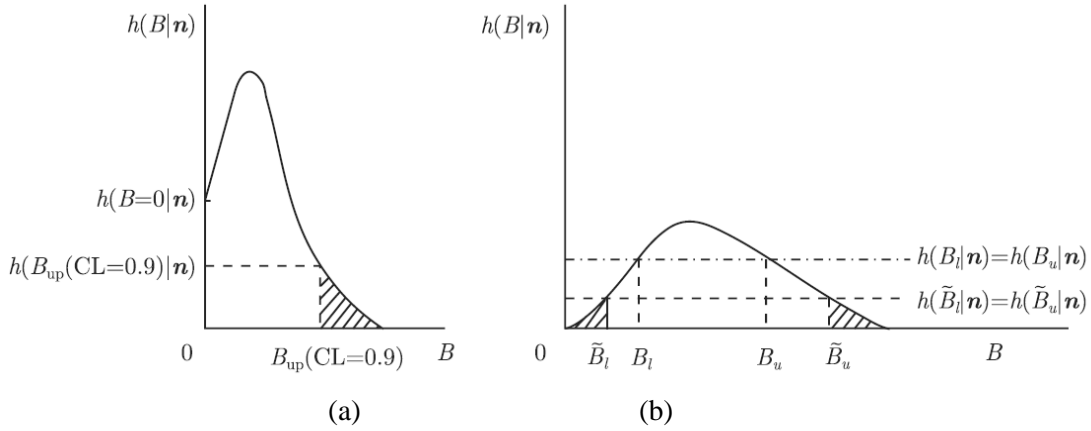 h(B|n)
h(B=0|n)
h(B_up(CL=0.9)|n)
0
B_up(CL=0.9)
B
(a)
h(B|n)
h(B_l|n)=h(B_u|n)
h(B̃_l|n)=h(B̃_u|n)
0
B̃_l
B_l
B_u
B̃_u
B
(b)